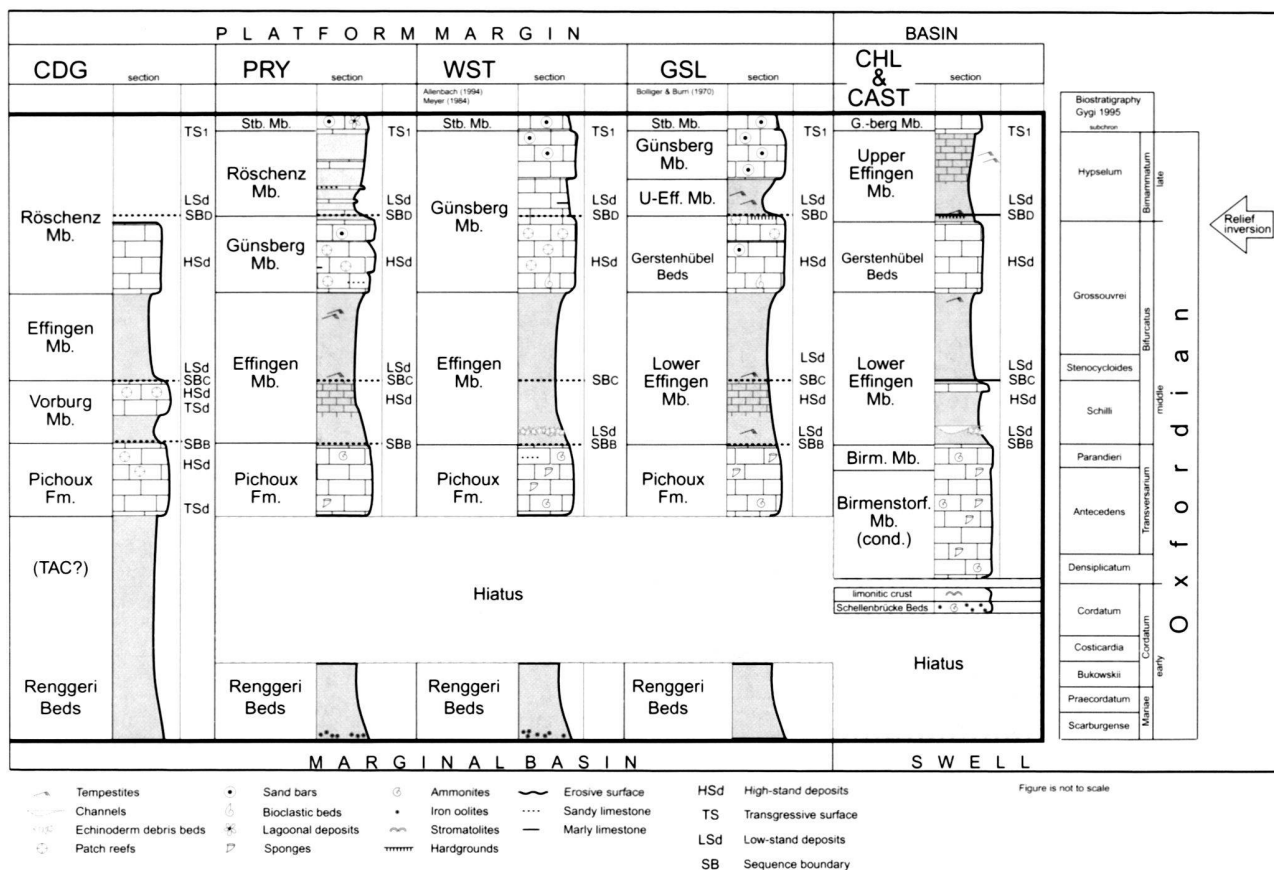 PLATFORM MARGIN
BASIN
CDG
section
PRY
section
WST
section
GSL
section
CHL
&
CAST
section
Allenbach (1994)
Meyer (1984)
Bolliger & Burri (1970)
Biostratigraphy
Gygi 1995
subchron
Röschenz
Mb.
SBD
HSd
Effingen
Mb.
LSd
SBC
HSd
TSd
Vorburg
Mb.
SBB
HSd
Pichoux
Fm.
TSd
(TAC?)
Renggeri
Beds
Stb. Mb.
TS1
Röschenz
Mb.
LSd
SBD
Günsberg
Mb.
HSd
Effingen
Mb.
LSd
SBC
HSd
SBB
Pichoux
Fm.
Renggeri
Beds
Stb. Mb.
TS1
Günsberg
Mb.
LSd
SBD
HSd
Effingen
Mb.
SBC
LSd
SBB
Pichoux
Fm.
Renggeri
Beds
Stb. Mb.
TS1
Günsberg
Mb.
U-Eff. Mb.
LSd
SBD
Gerstenhübel
Beds
HSd
Lower
Effingen
Mb.
LSd
SBC
HSd
LSd
SBB
Pichoux
Fm.
Renggeri
Beds
Hiatus
G.-berg Mb.
TS1
Upper
Effingen
Mb.
LSd
SBD
Gerstenhübel
Beds
HSd
Lower
Effingen
Mb.
LSd
SBC
HSd
LSd
SBB
Birm. Mb.
Birmenstorf.
Mb.
(cond.)
limonitic crust
Schellenbrücke Beds
Hiatus
Hypselum
Grossouvrei
Stenocycloides
Schilli
Parandieri
Antecedens
Densiplicatum
Cordatum
Costicardia
Bukowskii
Praecordatum
Scarburgense
Bimammatum
Bifurcatus
Transversarium
Cordatum
Mariae
late
middle
early
Oxfordian
Relief
inversion
MARGINAL BASIN
SWELL
Tempestites
Channels
Echinoderm debris beds
Patch reefs
Sand bars
Bioclastic beds
Lagoonal deposits
Sponges
Ammonites
Iron oolites
Stromatolites
Hardgrounds
Erosive surface
Sandy limestone
Marly limestone
HSd High-stand deposits
TS Transgressive surface
LSd Low-stand deposits
SB Sequence boundary
Figure is not to scale